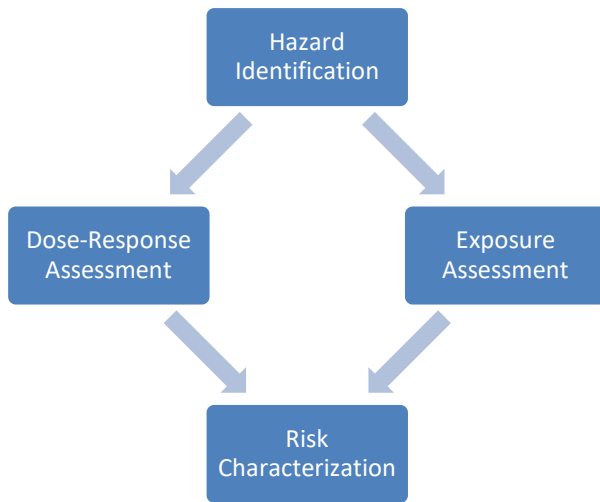 Hazard
Identification
Dose-Response
Assessment
Exposure
Assessment
Risk
Characterization